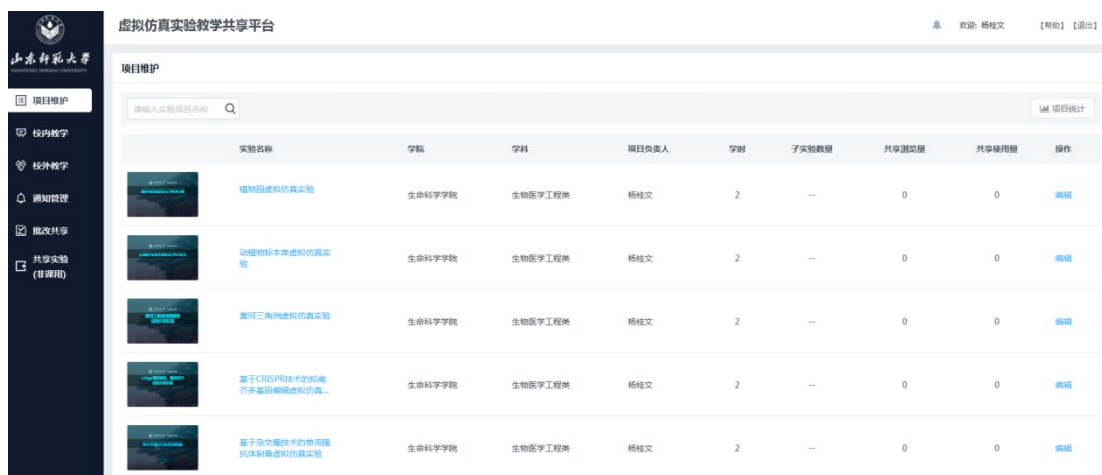 虚拟仿真实验教学共享平台
欢迎: 杨桂文 【帮助】 【退出】
山东师范大学
SHANDONG NORMAL UNIVERSITY
项目维护
项目维护
校内教学
校外教学
通知管理
批改共享
共享实验
(非课用)
请输入实验项目名称
项目统计
实验名称 学院 学科 项目负责人 学时 子实验数量 共享浏览量 共享使用量 操作
植物园虚拟仿真实验 生命科学学院 生物医学工程类 杨桂文 2 -- 0 0 编辑
动植物标本库虚拟仿真实
验 生命科学学院 生物医学工程类 杨桂文 2 -- 0 0 编辑
黄河三角洲虚拟仿真实验 生命科学学院 生物医学工程类 杨桂文 2 -- 0 0 编辑
基于CRISPR技术的拟南
芥多基因编辑虚拟仿真... 生命科学学院 生物医学工程类 杨桂文 2 -- 0 0 编辑
基于杂交瘤技术的单克隆
抗体制备虚拟仿真实验 生命科学学院 生物医学工程类 杨桂文 2 -- 0 0 编辑